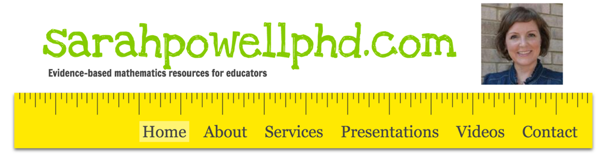 sarahpowellphd.com
Evidence-based mathematics resources for educators
Home About Services Presentations Videos Contact